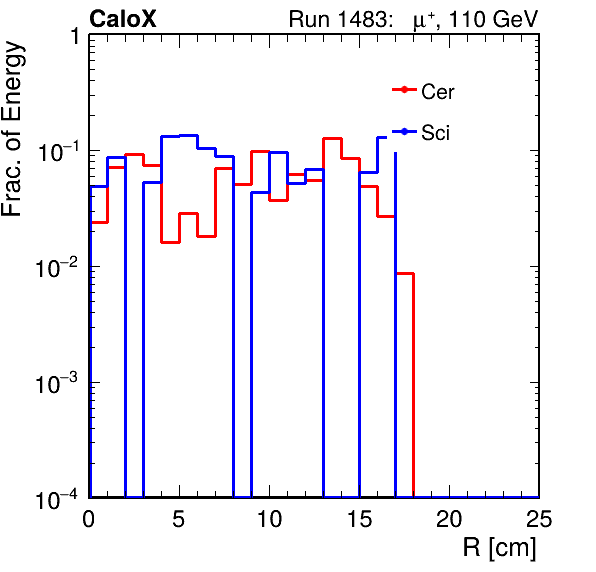 CaloX Run 1483: μ⁺, 110 GeV
Frac. of Energy
1
10⁻¹
10⁻²
10⁻³
10⁻⁴
Cer
Sci
0 5 10 15 20 25
R [cm]